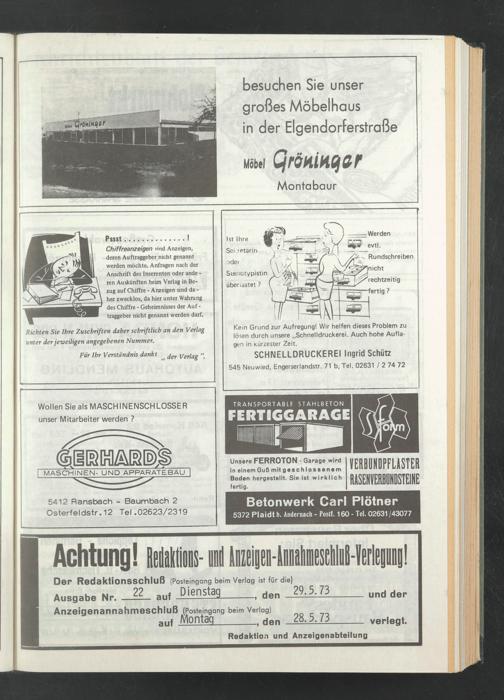 besuchen Sie unser
großes Möbelhaus
in der Elgendorferstraße
Möbel Gröninger
Montabaur
Möbel Gröninger
Pssst . . . . . . . . . . . . . . !
Chiffreanzeigen sind Anzeigen,
deren Auftraggeber nicht genannt
werden möchte. Anfragen nach der
Anschrift des Inserenten oder ande-
ren Auskünften beim Verlag in Be-
zug auf Chiffre - Anzeigen sind da-
her zwecklos, da hier unter Wahrung
des Chiffre - Geheimnisses der Auf-
traggeber nicht genannt werden darf.
Richten Sie Ihre Zuschriften daher schriftlich an den Verlag
unter der jeweiligen angegebenen Nummer.
Für Ihr Verständnis dankt „ der Verlag ".
Ist Ihre
Sekretärin
oder
Stenotypistin
überlastet ?
Werden
evtl.
Rundschreiben
nicht
rechtzeitig
fertig ?
Kein Grund zur Aufregung! Wir helfen dieses Problem zu
lösen durch unsere „Schnelldruckerei. Auch hohe Aufla-
gen in kürzester Zeit.
SCHNELLDRUCKEREI Ingrid Schütz
545 Neuwied, Engerserlandstr. 71 b, Tel. 02631 / 2 74 72
Wollen Sie als MASCHINENSCHLOSSER
unser Mitarbeiter werden ?
GERHARDS
MASCHINEN- UND APPARATEBAU
5412 Ransbach - Baumbach 2
Osterfeldstr. 12 Tel. 02623/2319
TRANSPORTABLE STAHLBETON
FERTIGGARAGE
Unsere FERROTON - Garage wird
in einem Guß mit geschlossenem
Boden hergestellt. Sie ist wirklich
fertig.
VERBUNDPFLASTER
RASENVERBUNDSTEINE
Betonwerk Carl Plötner
5372 Plaidt b. Andernach - Postf. 160 - Tel. 02631/43077
Achtung! Redaktions- und Anzeigen-Annahmeschluß-Verlegung!
Der Redaktionsschluß (Posteingang beim Verlag ist für die)
Ausgabe Nr. 22 auf Dienstag , den 29.5.73 und der
Anzeigenannahmeschluß (Posteingang beim Verlag)
auf Montag , den 28.5.73 verlegt.
Redaktion und Anzeigenabteilung